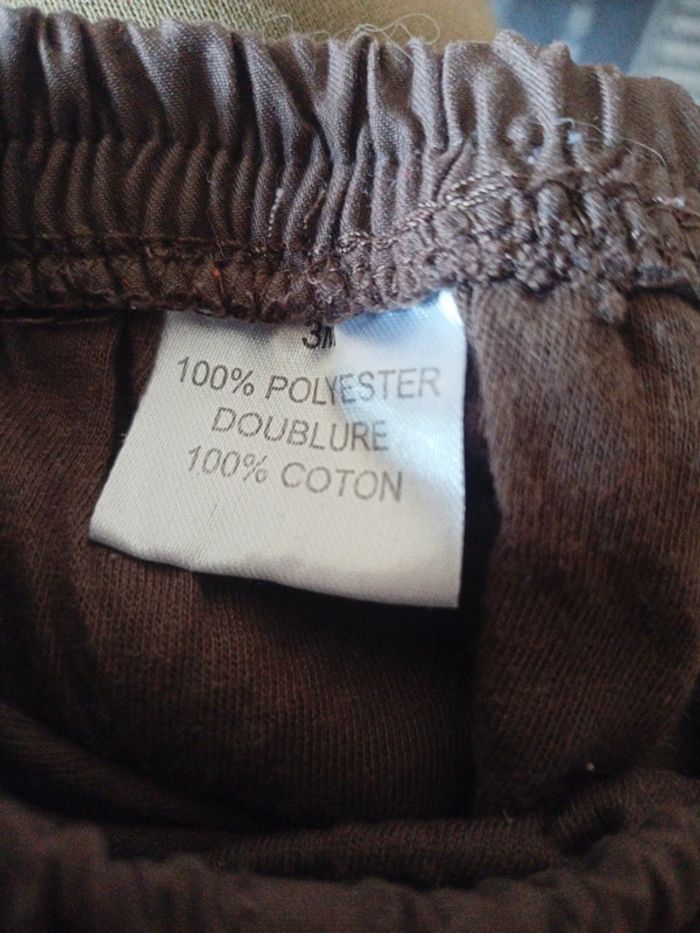 3M
100% POLYESTER
DOUBLURE
100% COTON